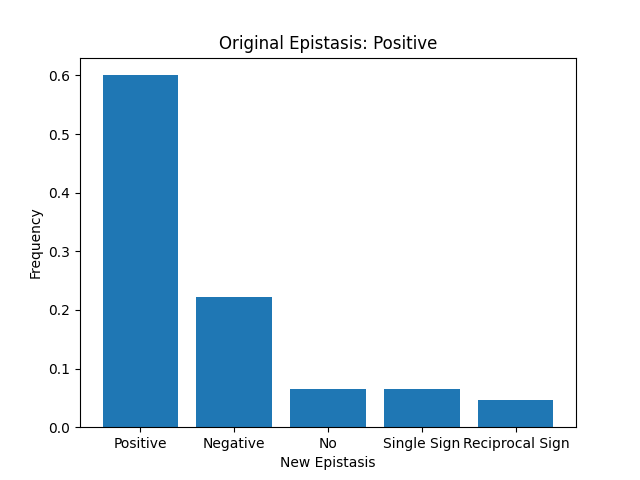 Original Epistasis: Positive
0.6
0.5
0.4
0.3
0.2
0.1
0.0
Frequency
Positive Negative No Single Sign Reciprocal Sign
New Epistasis